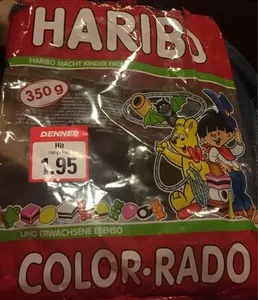 HARIBO
HARIBO MACHT KINDER FROH
350 g
DENNER
Hit
1.95
UND ERWACHSENE EBENSO
COLOR-RADO